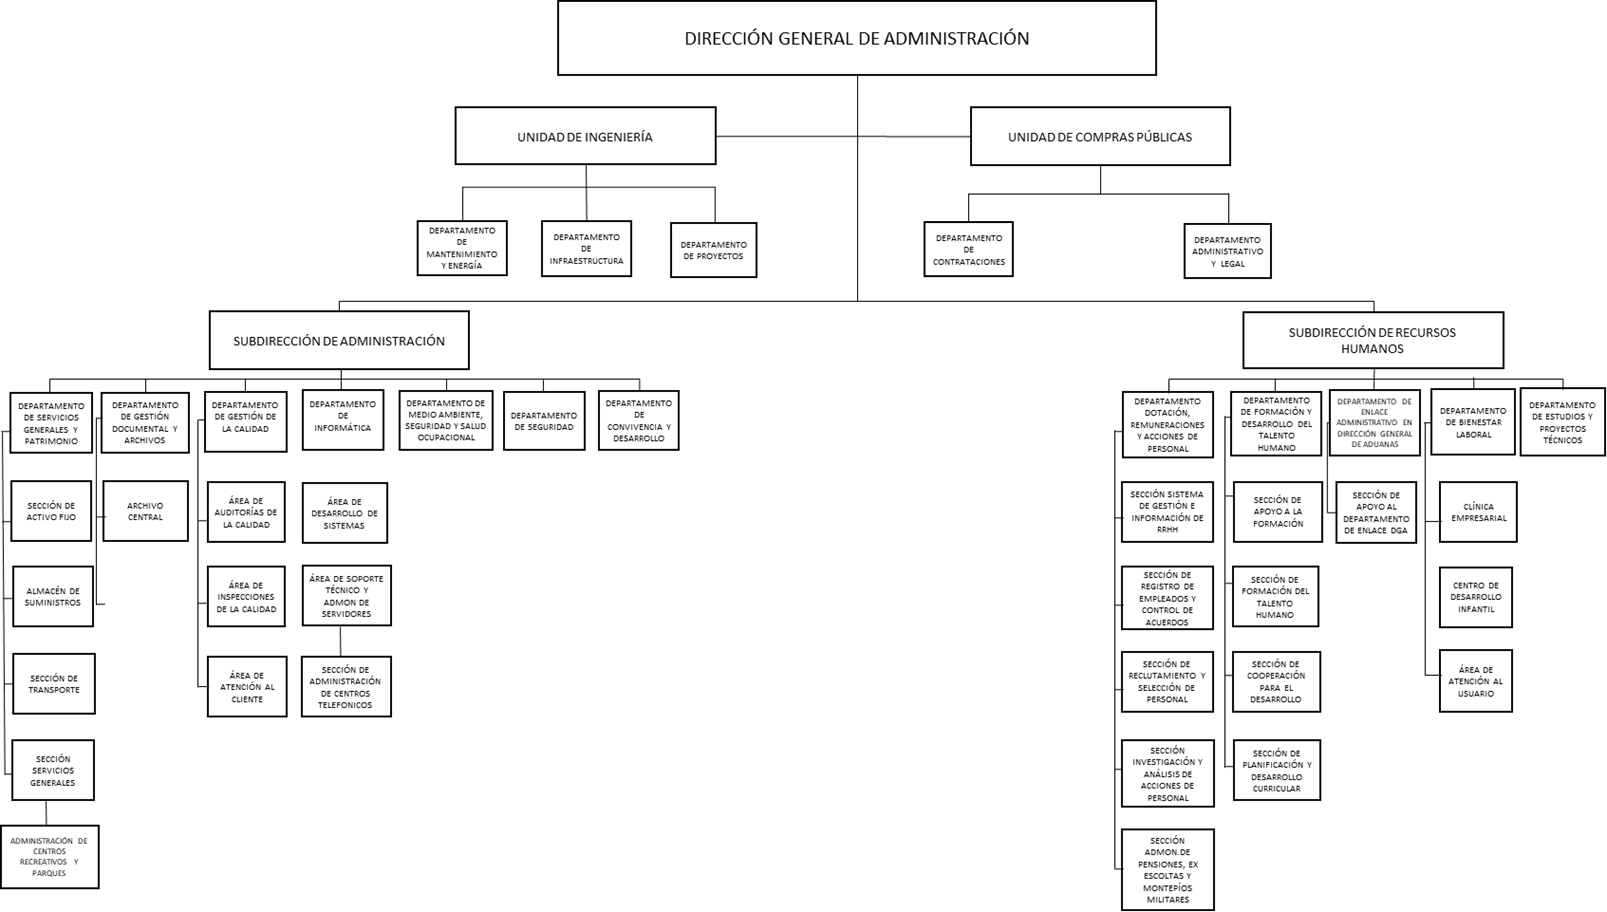 DIRECCIÓN GENERAL DE ADMINISTRACIÓN
UNIDAD DE INGENIERÍA
UNIDAD DE COMPRAS PÚBLICAS
DEPARTAMENTO
DE
MANTENIMIENTO
Y ENERGÍA
DEPARTAMENTO
DE
INFRAESTRUCTURA
DEPARTAMENTO
DE PROYECTOS
DEPARTAMENTO
DE
CONTRATACIONES
DEPARTAMENTO
ADMINISTRATIVO
Y LEGAL
SUBDIRECCIÓN DE ADMINISTRACIÓN
SUBDIRECCIÓN DE RECURSOS
HUMANOS
DEPARTAMENTO
DE SERVICIOS
GENERALES Y
PATRIMONIO
DEPARTAMENTO
DE GESTIÓN
DOCUMENTAL Y
ARCHIVOS
DEPARTAMENTO
DE GESTIÓN DE
LA CALIDAD
DEPARTAMENTO
DE
INFORMÁTICA
DEPARTAMENTO DE
MEDIO AMBIENTE,
SEGURIDAD Y SALUD
OCUPACIONAL
DEPARTAMENTO
DE SEGURIDAD
DEPARTAMENTO
DE
CONVIVENCIA Y
DESARROLLO
DEPARTAMENTO
DOTACIÓN,
REMUNERACIONES
Y ACCIONES DE
PERSONAL
DEPARTAMENTO
DE FORMACIÓN Y
DESARROLLO DEL
TALENTO
HUMANO
DEPARTAMENTO DE
ENLACE
ADMINISTRATIVO EN
DIRECCIÓN GENERAL
DE ADUANAS
DEPARTAMENTO
DE BIENESTAR
LABORAL
DEPARTAMENTO
DE ESTUDIOS Y
PROYECTOS
TÉCNICOS
SECCIÓN DE
ACTIVO FIJO
ARCHIVO
CENTRAL
ÁREA DE
AUDITORÍAS DE
LA CALIDAD
ÁREA DE
DESARROLLO DE
SISTEMAS
SECCIÓN SISTEMA
DE GESTIÓN E
INFORMACIÓN DE
RRHH
SECCIÓN DE
APOYO A LA
FORMACIÓN
SECCIÓN DE
APOYO AL
DEPARTAMENTO
DE ENLACE DGA
CLÍNICA
EMPRESARIAL
ALMACÉN DE
SUMINISTROS
ÁREA DE
INSPECCIONES
DE LA CALIDAD
ÁREA DE SOPORTE
TÉCNICO Y
ADMON DE
SERVIDORES
SECCIÓN DE
REGISTRO DE
EMPLEADOS Y
CONTROL DE
ACUERDOS
SECCIÓN DE
FORMACIÓN DEL
TALENTO
HUMANO
CENTRO DE
DESARROLLO
INFANTIL
SECCIÓN DE
TRANSPORTE
ÁREA DE
ATENCIÓN AL
CLIENTE
SECCIÓN DE
ADMINISTRACIÓN
DE CENTROS
TELEFONICOS
SECCIÓN DE
RECLUTAMIENTO Y
SELECCIÓN DE
PERSONAL
SECCIÓN DE
COOPERACIÓN
PARA EL
DESARROLLO
ÁREA DE
ATENCIÓN AL
USUARIO
SECCIÓN
SERVICIOS
GENERALES
SECCIÓN
INVESTIGACIÓN Y
ANÁLISIS DE
ACCIONES DE
PERSONAL
SECCIÓN DE
PLANIFICACIÓN Y
DESARROLLO
CURRICULAR
ADMINISTRACIÓN DE
CENTROS
RECREATIVOS Y
PARQUES
SECCIÓN
ADMON.DE
PENSIONES, EX
ESCOLTAS Y
MONTEPÍOS
MILITARES